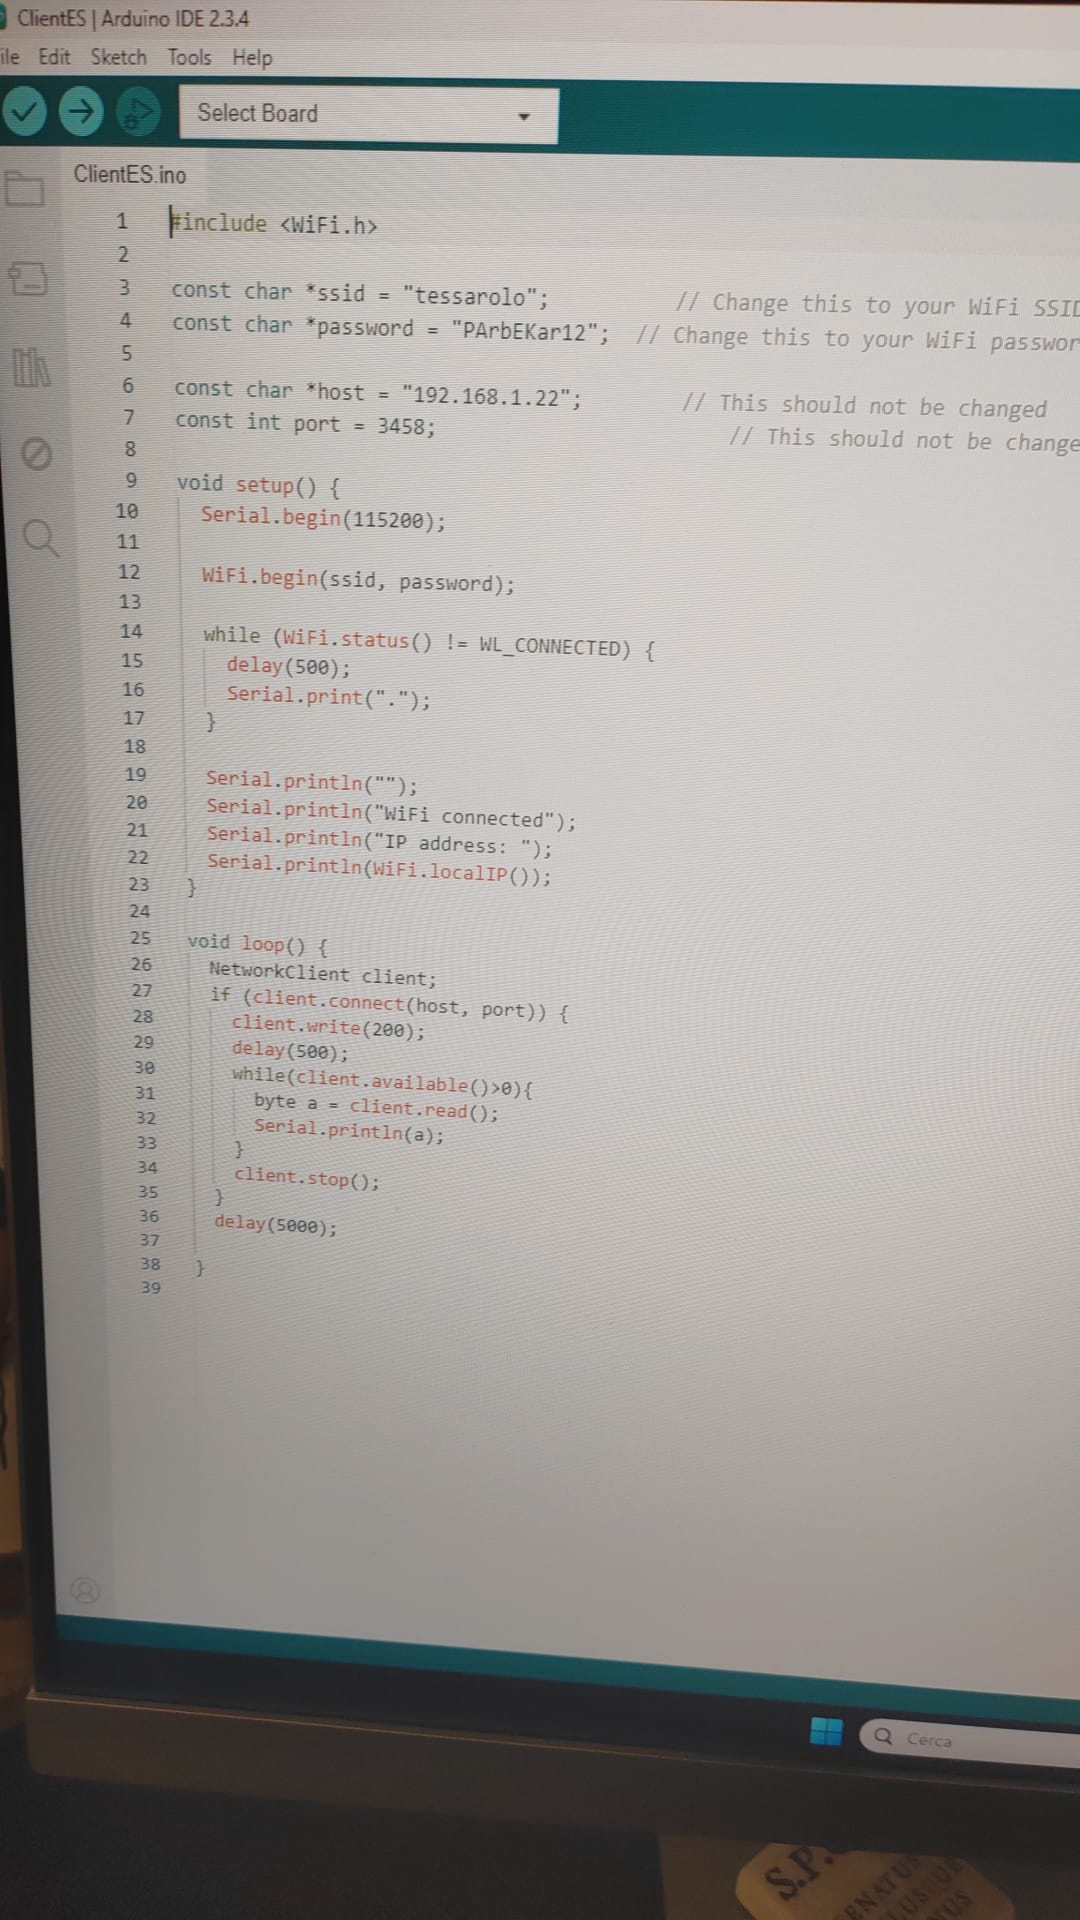 ClientES | Arduino IDE 2.3.4
ile Edit Sketch Tools Help
Select Board
ClientES.ino
1 #include <WiFi.h>
2
3 const char *ssid = "tessarolo"; // Change this to your WiFi SSID
4 const char *password = "PArbEKar12"; // Change this to your WiFi passwor
5
6 const char *host = "192.168.1.22"; // This should not be changed
7 const int port = 3458; // This should not be change
8
9 void setup() {
10 Serial.begin(115200);
11
12 WiFi.begin(ssid, password);
13
14 while (WiFi.status() != WL_CONNECTED) {
15 delay(500);
16 Serial.print(".");
17 }
18
19 Serial.println("");
20 Serial.println("WiFi connected");
21 Serial.println("IP address: ");
22 Serial.println(WiFi.localIP());
23 }
24
25 void loop() {
26 NetworkClient client;
27 if (client.connect(host, port)) {
28 client.write(200);
29 delay(500);
30 while(client.available()>0){
31 byte a = client.read();
32 Serial.println(a);
33 }
34 client.stop();
35 }
36 delay(5000);
37
38 }
39
Cerca
S.P.
ENATUS